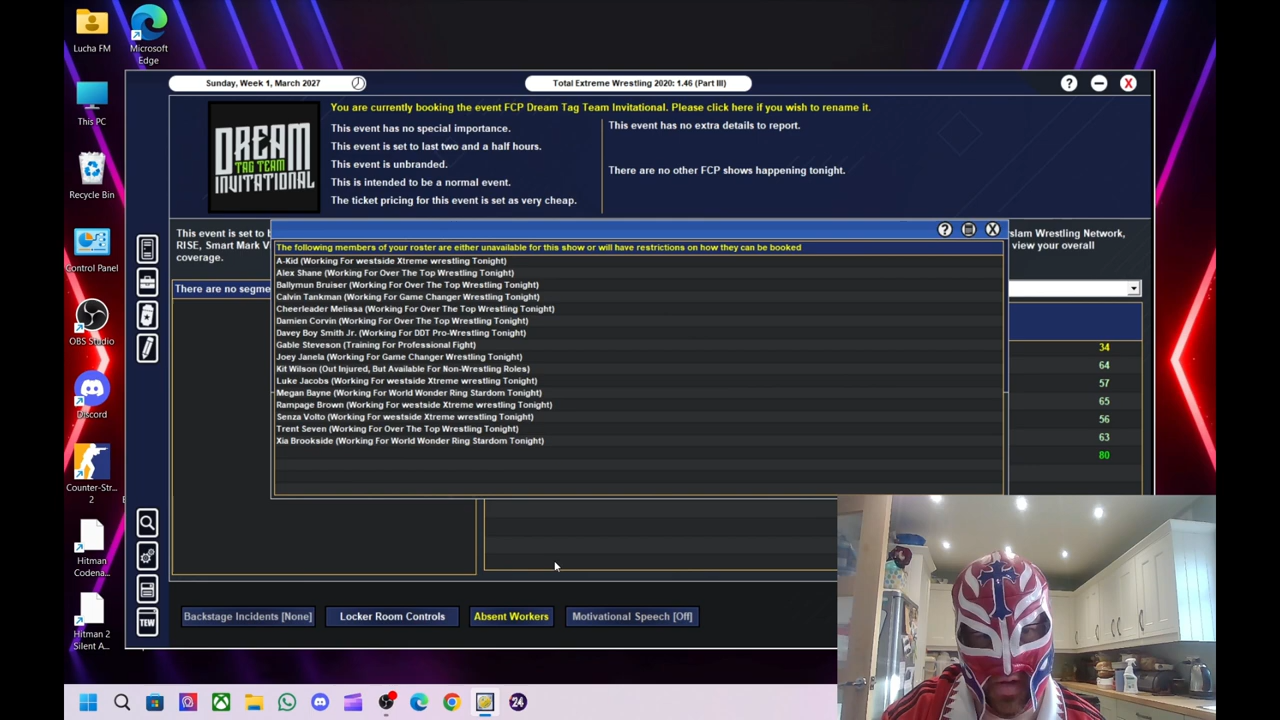 Lucha FM
Microsoft
Edge
This PC
Recycle Bin
Control Panel
OBS Studio
Discord
Counter-Str...
2
Hitman
Codena...
Hitman 2
Silent A...
Sunday, Week 1, March 2027
Total Extreme Wrestling 2020: 1.46 (Part III)
?
X
DREAM
TAG TEAM
INVITATIONAL
You are currently booking the event FCP Dream Tag Team Invitational. Please click here if you wish to rename it.
This event has no special importance.
This event is set to last two and a half hours.
This event is unbranded.
This is intended to be a normal event.
The ticket pricing for this event is set as very cheap.
This event has no extra details to report.
There are no other FCP shows happening tonight.
This event is set to
RISE, Smart Mark V
coverage.
slam Wrestling Network,
view your overall
There are no segme
? X
The following members of your roster are either unavailable for this show or will have restrictions on how they can be booked
A-Kid (Working For westside Xtreme wrestling Tonight)
Alex Shane (Working For Over The Top Wrestling Tonight)
Ballymun Bruiser (Working For Over The Top Wrestling Tonight)
Calvin Tankman (Working For Game Changer Wrestling Tonight)
Cheerleader Melissa (Working For Over The Top Wrestling Tonight)
Damien Corvin (Working For Over The Top Wrestling Tonight)
Davey Boy Smith Jr. (Working For DDT Pro-Wrestling Tonight)
Gable Steveson (Training For Professional Fight)
Joey Janela (Working For Game Changer Wrestling Tonight)
Kit Wilson (Out Injured, But Available For Non-Wrestling Roles)
Luke Jacobs (Working For westside Xtreme wrestling Tonight)
Megan Bayne (Working For World Wonder Ring Stardom Tonight)
Rampage Brown (Working For westside Xtreme wrestling Tonight)
Senza Volto (Working For westside Xtreme wrestling Tonight)
Trent Seven (Working For Over The Top Wrestling Tonight)
Xia Brookside (Working For World Wonder Ring Stardom Tonight)
34
64
57
65
56
63
80
TEW
Backstage Incidents [None]
Locker Room Controls
Absent Workers
Motivational Speech [Off]
24